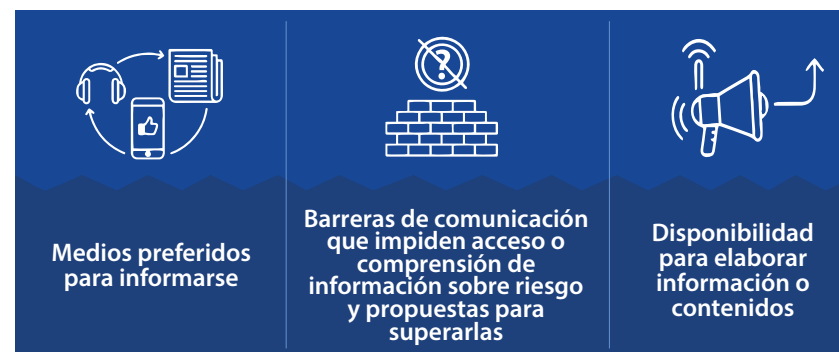 Medios preferidos
para informarse
Barreras de comunicación
que impiden acceso o
comprensión de
información sobre riesgo
y propuestas para
superarlas
Disponibilidad
para elaborar
información o
contenidos